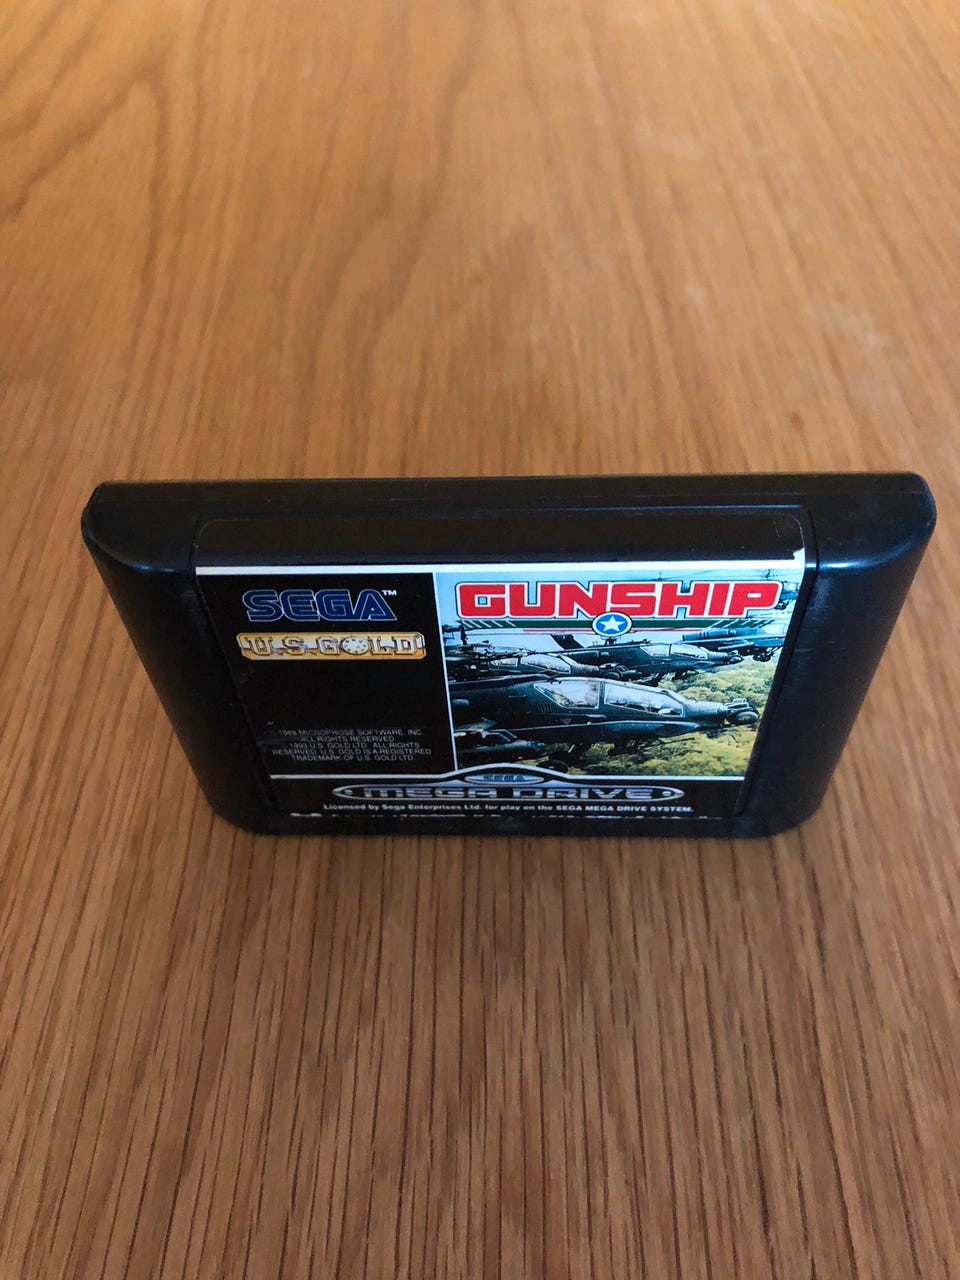 SEGA™
U.S. GOLD
GUNSHIP
1988 MICROPROSE SOFTWARE INC
ALL RIGHTS RESERVED
1993 U.S. GOLD LTD. ALL RIGHTS
RESERVED. U.S. GOLD IS A REGISTERED
TRADEMARK OF U.S. GOLD LTD.
SEGA
MEGA DRIVE
Licensed by Sega Enterprises Ltd. for play on the SEGA MEGA DRIVE SYSTEM.